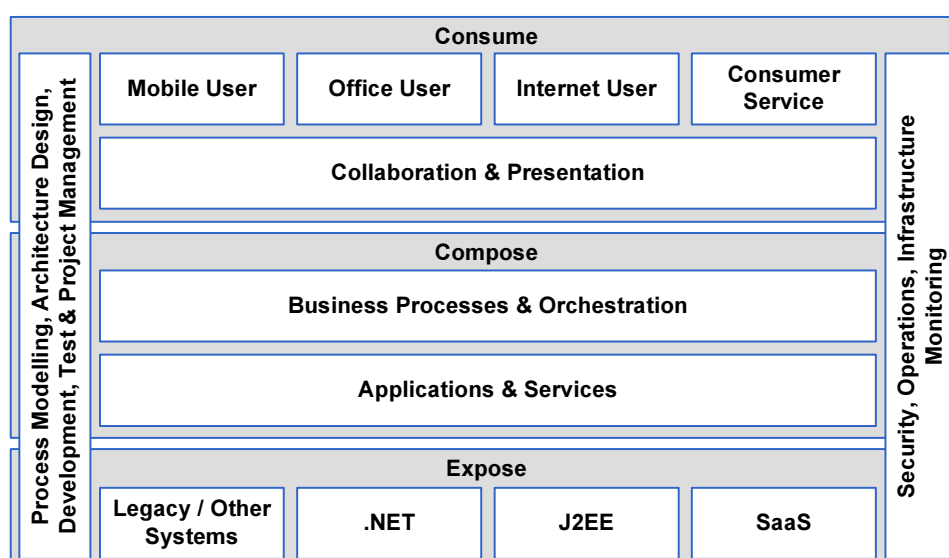 Consume
Process Modelling, Architecture Design,
Development, Test & Project Management
Mobile User
Office User
Internet User
Consumer
Service
Collaboration & Presentation
Compose
Business Processes & Orchestration
Applications & Services
Expose
Legacy / Other
Systems
.NET
J2EE
SaaS
Security, Operations, Infrastructure
Monitoring